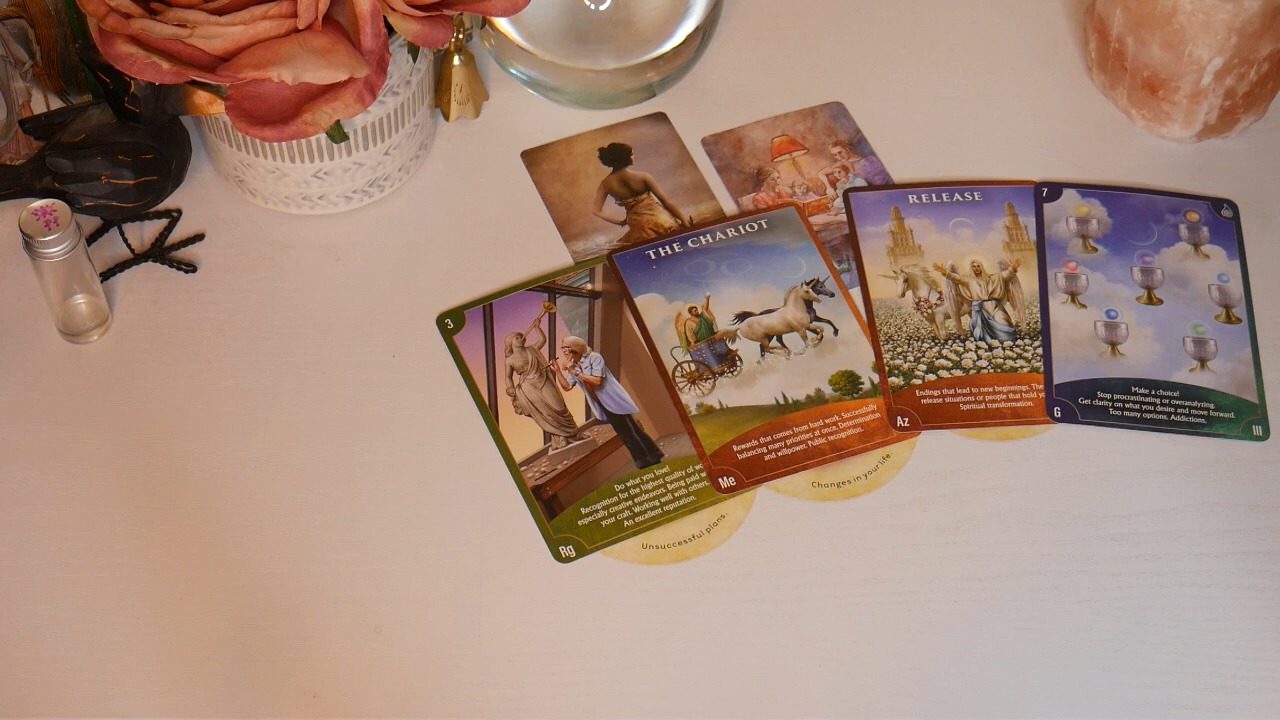 3
Do what you love!
Recognition for the highest quality of
especially creative endeavors. Being paid
your craft. Working well with others.
An excellent reputation.
Rg
THE CHARIOT
Rewards that comes from hard work. Successfully
balancing many priorities at once. Determination
and willpower. Public recognition.
Me
RELEASE
Endings that lead to new beginnings. The
release situations or people that hold
Spiritual transformation.
Az
7
Make a choice!
Stop procrastinating or overanalyzing.
Get clarity on what you desire and move forward.
Too many options. Addictions.
G
III
Unsuccessful plans.
Changes in your life.